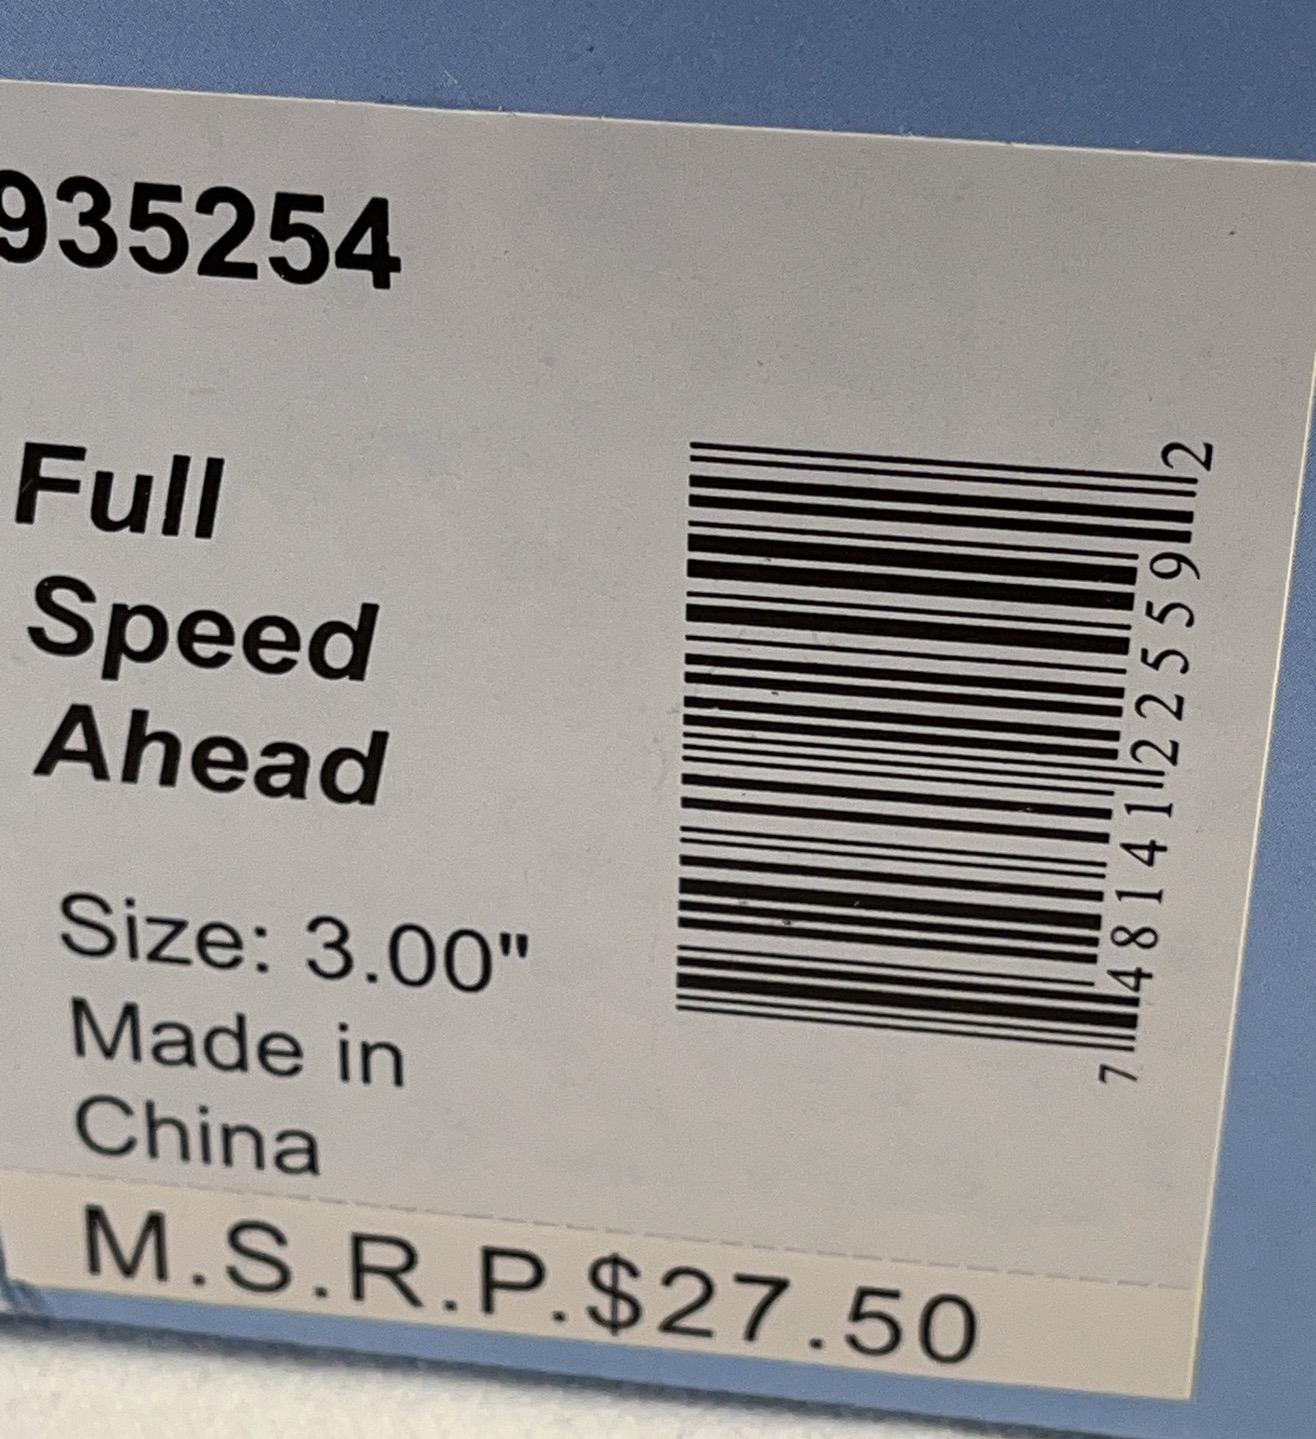 935254
Full
Speed
Ahead
Size: 3.00"
Made in
China
M.S.R.P.$27.50
7 48141 22559 2